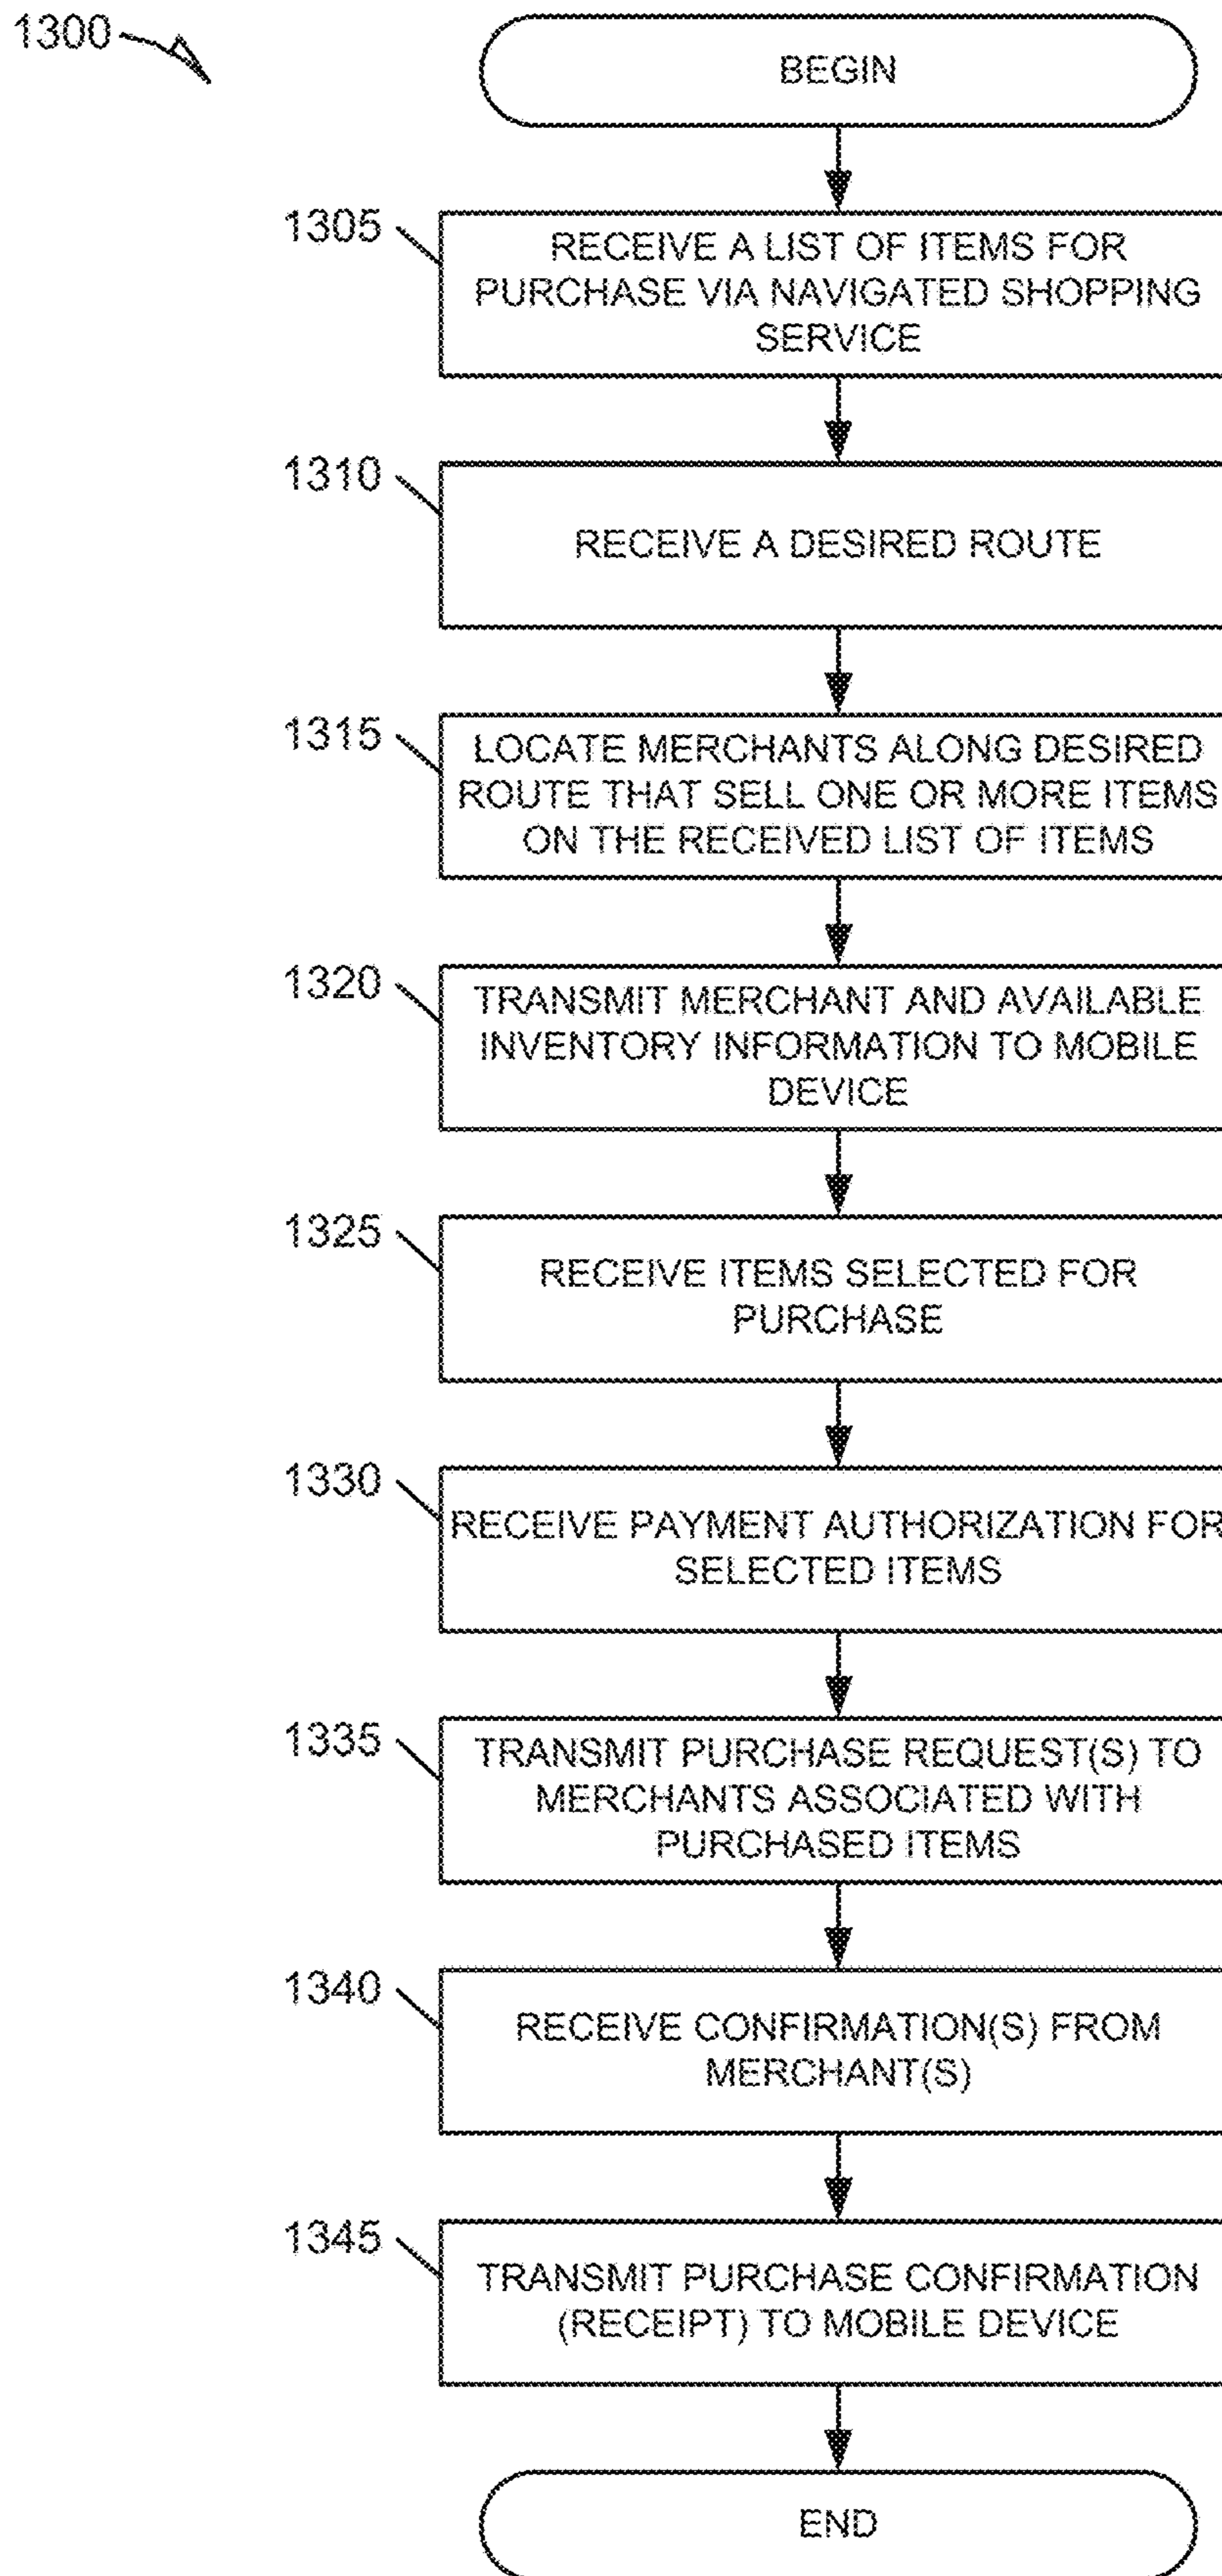 1300
BEGIN
1305
RECEIVE A LIST OF ITEMS FOR
PURCHASE VIA NAVIGATED SHOPPING
SERVICE
1310
RECEIVE A DESIRED ROUTE
1315
LOCATE MERCHANTS ALONG DESIRED
ROUTE THAT SELL ONE OR MORE ITEMS
ON THE RECEIVED LIST OF ITEMS
1320
TRANSMIT MERCHANT AND AVAILABLE
INVENTORY INFORMATION TO MOBILE
DEVICE
1325
RECEIVE ITEMS SELECTED FOR
PURCHASE
1330
RECEIVE PAYMENT AUTHORIZATION FOR
SELECTED ITEMS
1335
TRANSMIT PURCHASE REQUEST(S) TO
MERCHANTS ASSOCIATED WITH
PURCHASED ITEMS
1340
RECEIVE CONFIRMATION(S) FROM
MERCHANT(S)
1345
TRANSMIT PURCHASE CONFIRMATION
(RECEIPT) TO MOBILE DEVICE
END